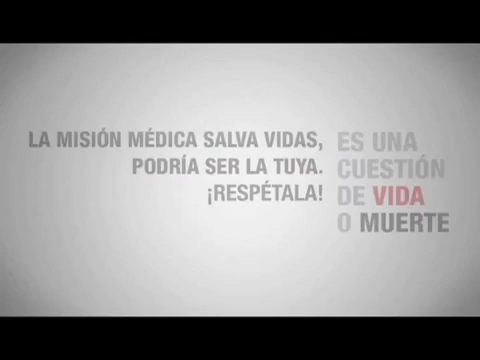 LA MISIÓN MÉDICA SALVA VIDAS,
PODRÍA SER LA TUYA.
¡RESPÉTALA!
ES UNA
CUESTIÓN
DE VIDA
O MUERTE